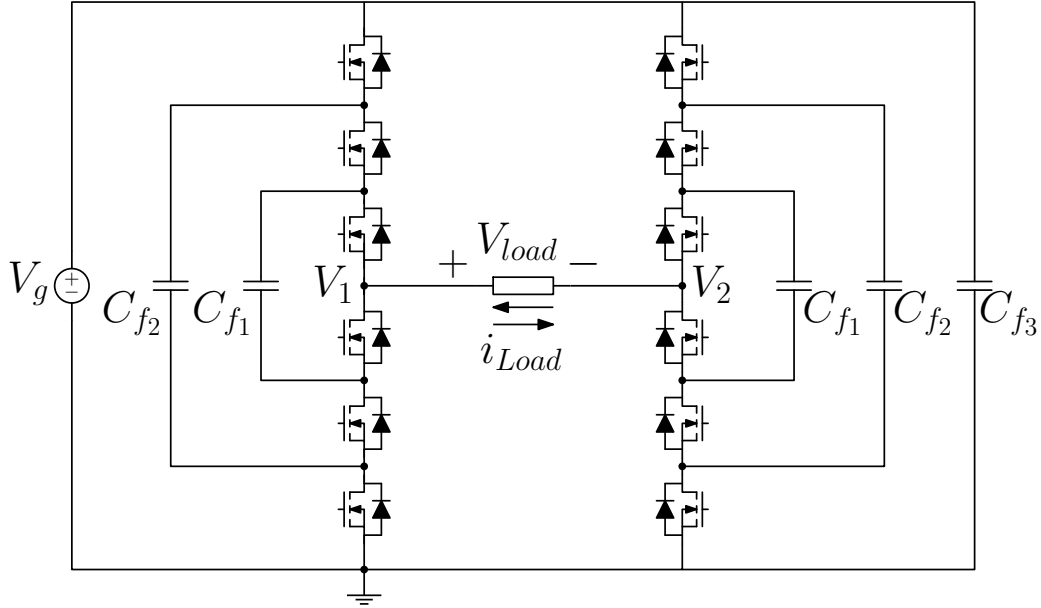 V_g
C_{f_2}
C_{f_1}
V_1
+
V_{load}
−
i_{Load}
V_2
C_{f_1}
C_{f_2}
C_{f_3}